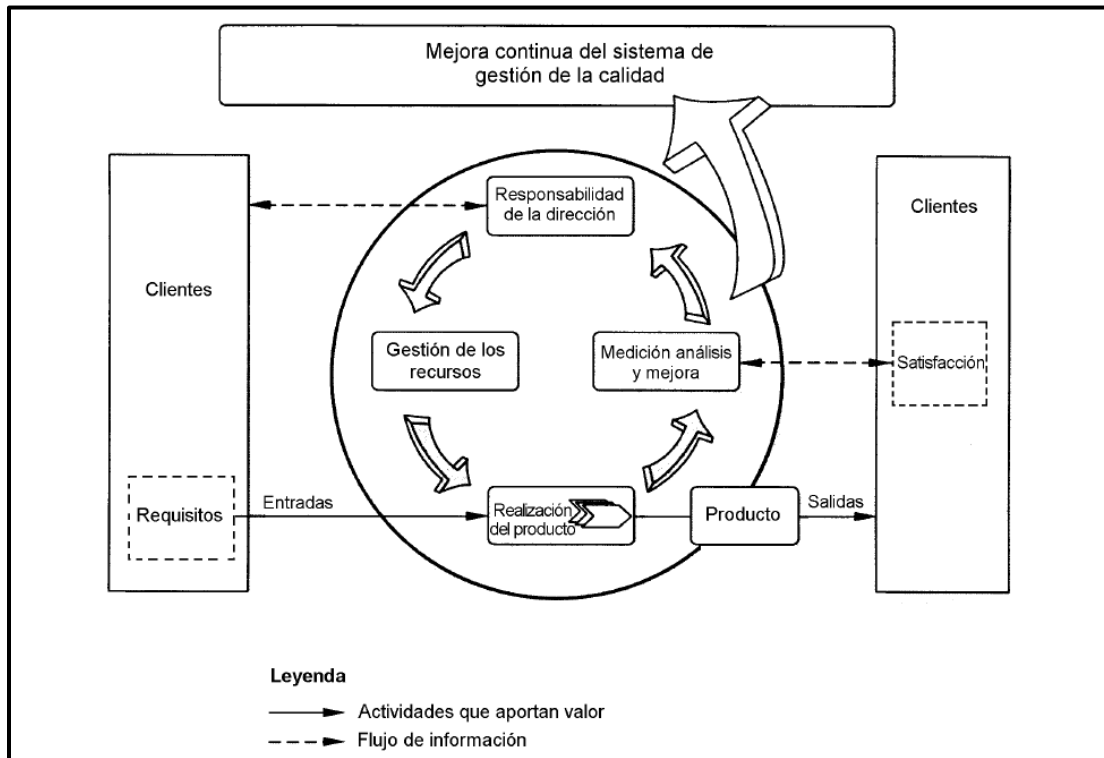 Mejora continua del sistema de
gestión de la calidad
Responsabilidad
de la dirección
Clientes
Clientes
Gestión de los
recursos
Medición análisis
y mejora
Satisfacción
Requisitos
Entradas
Realización
del producto
Producto
Salidas
Leyenda
Actividades que aportan valor
Flujo de información